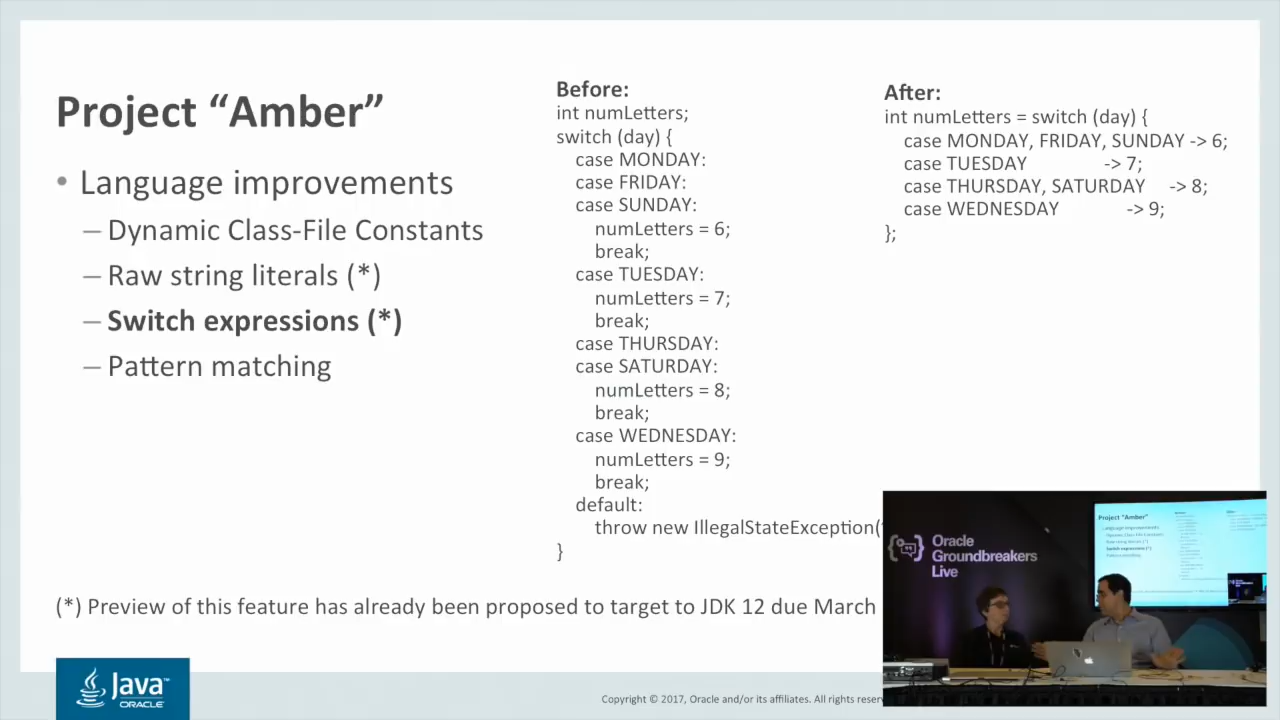 Project “Amber”
• Language improvements
– Dynamic Class-File Constants
– Raw string literals (*)
– Switch expressions (*)
– Pattern matching
Before:
int numLetters;
switch (day) {
case MONDAY:
case FRIDAY:
case SUNDAY:
numLetters = 6;
break;
case TUESDAY:
numLetters = 7;
break;
case THURSDAY:
case SATURDAY:
numLetters = 8;
break;
case WEDNESDAY:
numLetters = 9;
break;
default:
throw new IllegalStateException(
}
After:
int numLetters = switch (day) {
case MONDAY, FRIDAY, SUNDAY -> 6;
case TUESDAY -> 7;
case THURSDAY, SATURDAY -> 8;
case WEDNESDAY -> 9;
};
(*) Preview of this feature has already been proposed to target to JDK 12 due March
Java™
ORACLE
Copyright © 2017, Oracle and/or its affiliates. All rights
Oracle
Groundbreakers
Live
Project "Amber"